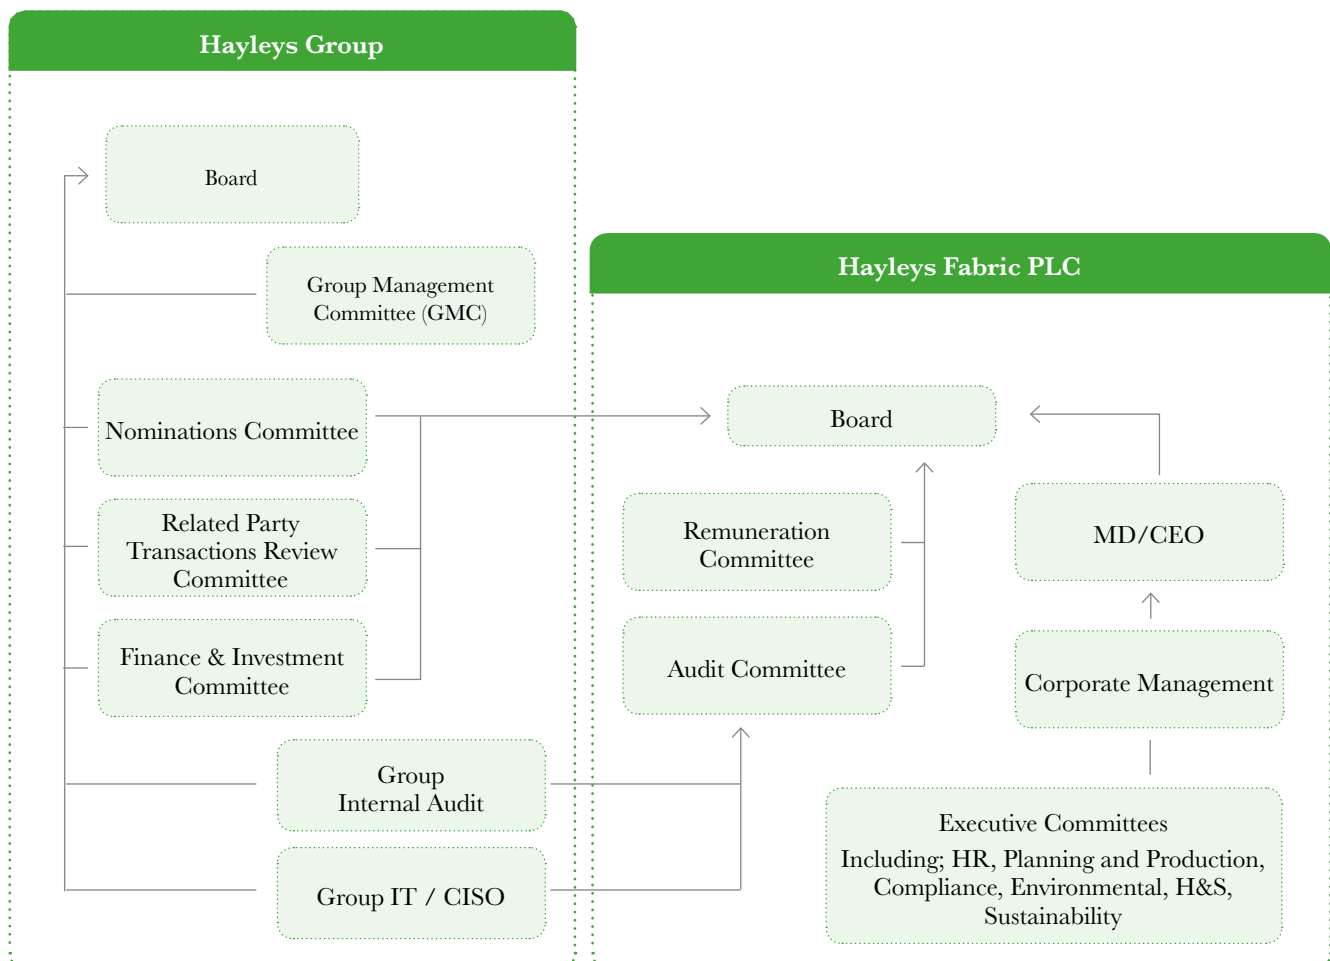 Hayleys Group
Board
Group Management
Committee (GMC)
Nominations Committee
Related Party
Transactions Review
Committee
Finance & Investment
Committee
Group
Internal Audit
Group IT / CISO
Hayleys Fabric PLC
Board
Remuneration
Committee
Audit Committee
MD/CEO
Corporate Management
Executive Committees
Including; HR, Planning and Production,
Compliance, Environmental, H&S,
Sustainability